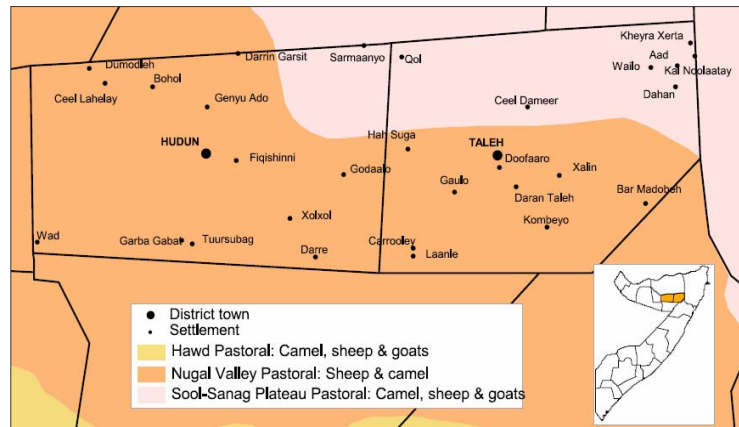 Kheyra Xerta
Sarmaanyo
Darrin Garsit
Qol
Aad
Dumodleh
Wailo
Kal Noolaatay
Bohol
Ceel Lahelay
Dahan
Genyu Ado
Ceel Dameer
Hah Suga
TALEH
HUDUN
Fiqishinni
Doofaaro
Godaalo
Xalin
Gaulo
Daran Taleh
Bar Madobeh
Xolxol
Kombeyo
Wad
Garba Gabat
Tuursubag
Carrooley
Darre
Laanle
District town
Settlement
Hawd Pastoral: Camel, sheep & goats
Nugal Valley Pastoral: Sheep & camel
Sool-Sanag Plateau Pastoral: Camel, sheep & goats